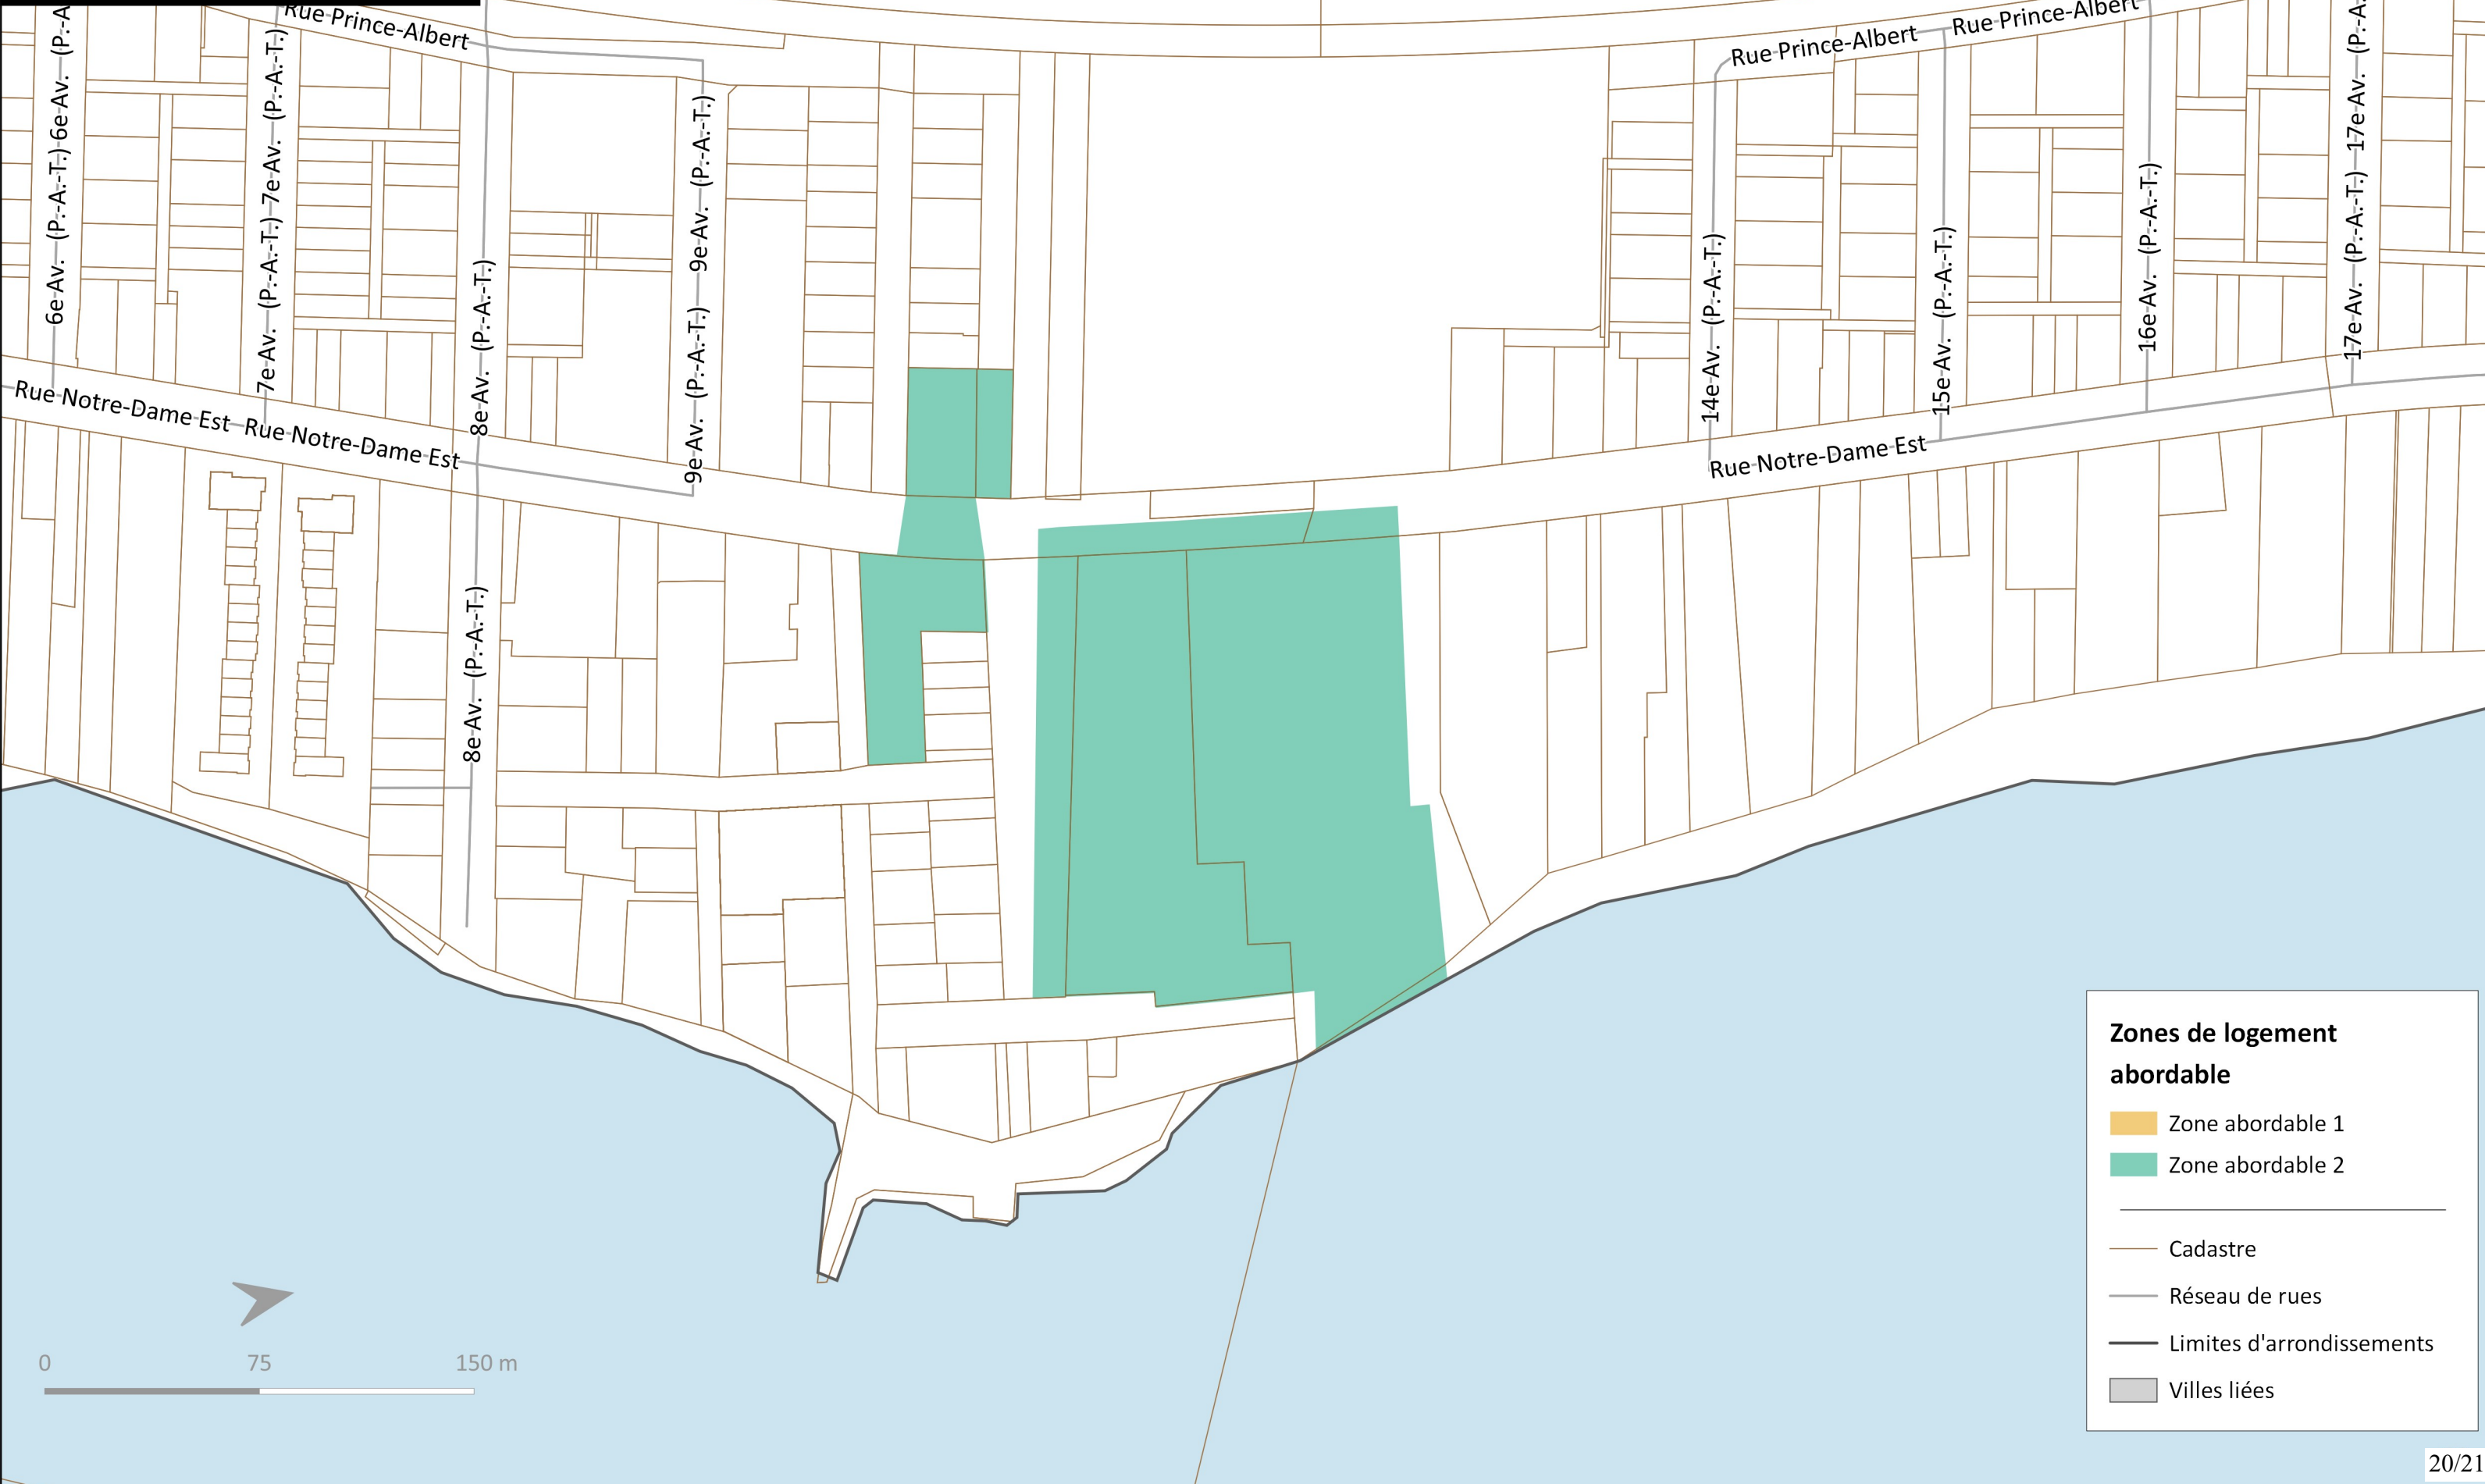 Rue Prince-Albert
Rue Prince-Albert
Rue Prince-Albert
6e Av. (P.-A.-T.)
6e Av. (P.-A
7e Av. (P.-A.-T.)
7e Av. (P.-A.-T.)
8e Av. (P.-A.-T.)
9e Av. (P.-A.-T.)
9e Av. (P.-A.-T.)
14e Av. (P.-A.-T.)
15e Av. (P.-A.-T.)
16e Av. (P.-A.-T.)
17e Av. (P.-A.-T.)
17e Av. (P.-A.
Rue Notre-Dame Est
Rue Notre-Dame Est
Rue Notre-Dame Est
8e Av. (P.-A.-T.)
0 75 150 m
Zones de logement
abordable
Zone abordable 1
Zone abordable 2
Cadastre
Réseau de rues
Limites d'arrondissements
Villes liées
20/21